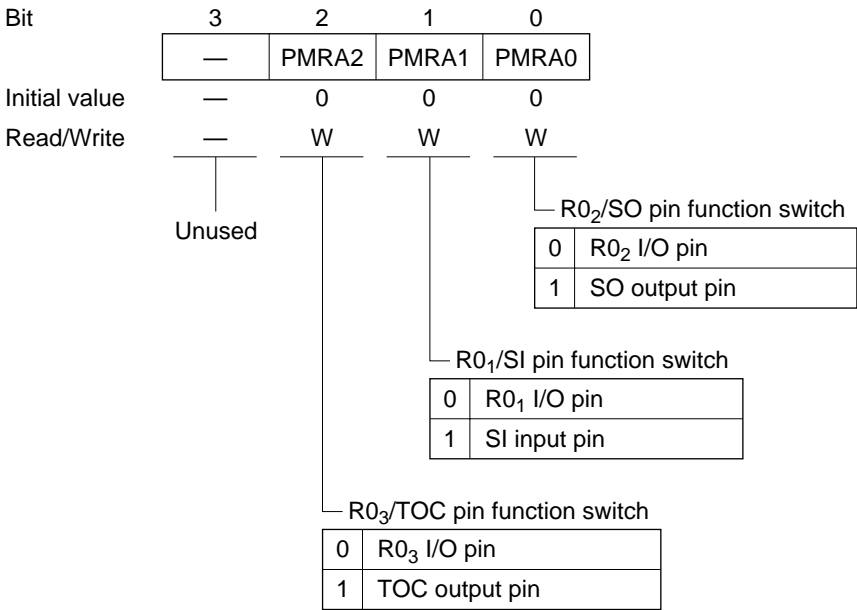 Bit 3 2 1 0
— PMRA2 PMRA1 PMRA0
Initial value — 0 0 0
Read/Write — W W W
Unused
R0₂/SO pin function switch
0 R0₂ I/O pin
1 SO output pin
R0₁/SI pin function switch
0 R0₁ I/O pin
1 SI input pin
R0₃/TOC pin function switch
0 R0₃ I/O pin
1 TOC output pin